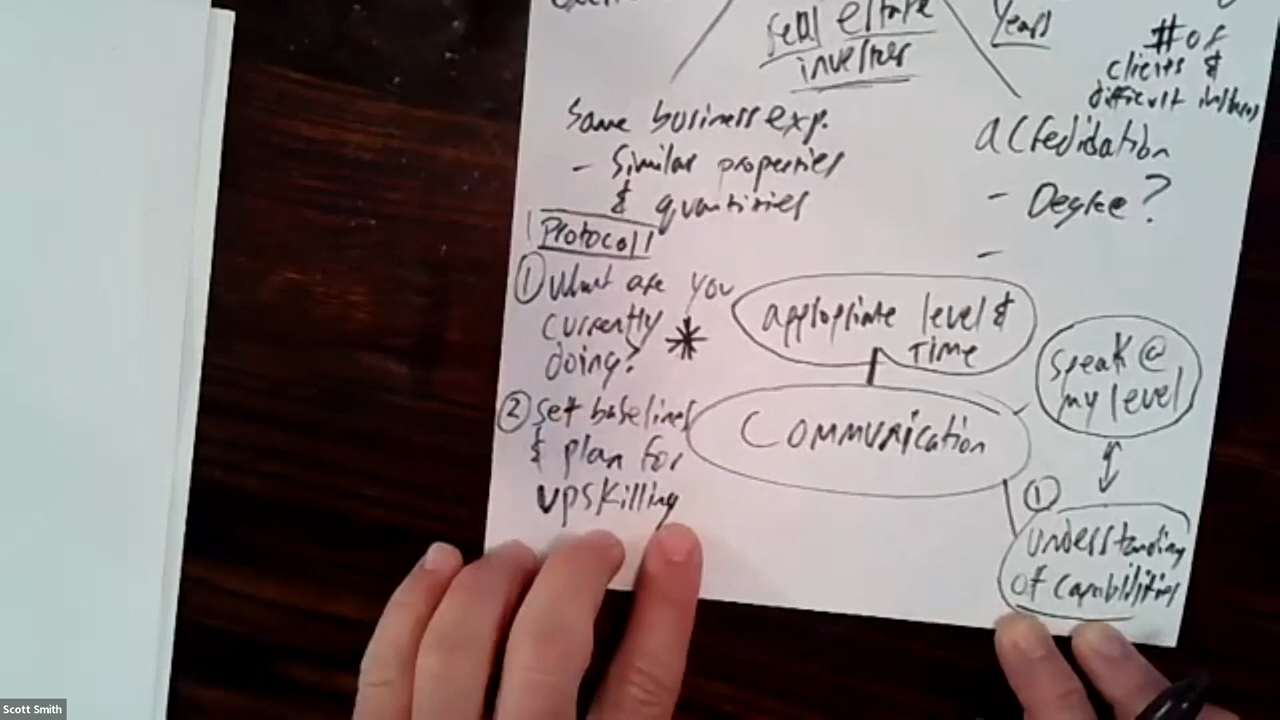 real estate
investor
Years
# of
clients &
difficult
Same business exp.
- Similar properties
& quantities
accredidation
- Degree?
-
Protocol
① What are you
currently
doing?
*
② set baselines
& plan for
upskilling
appropriate level &
Time
Communication
speak @
my level
①
understanding
of capabilities
Scott Smith